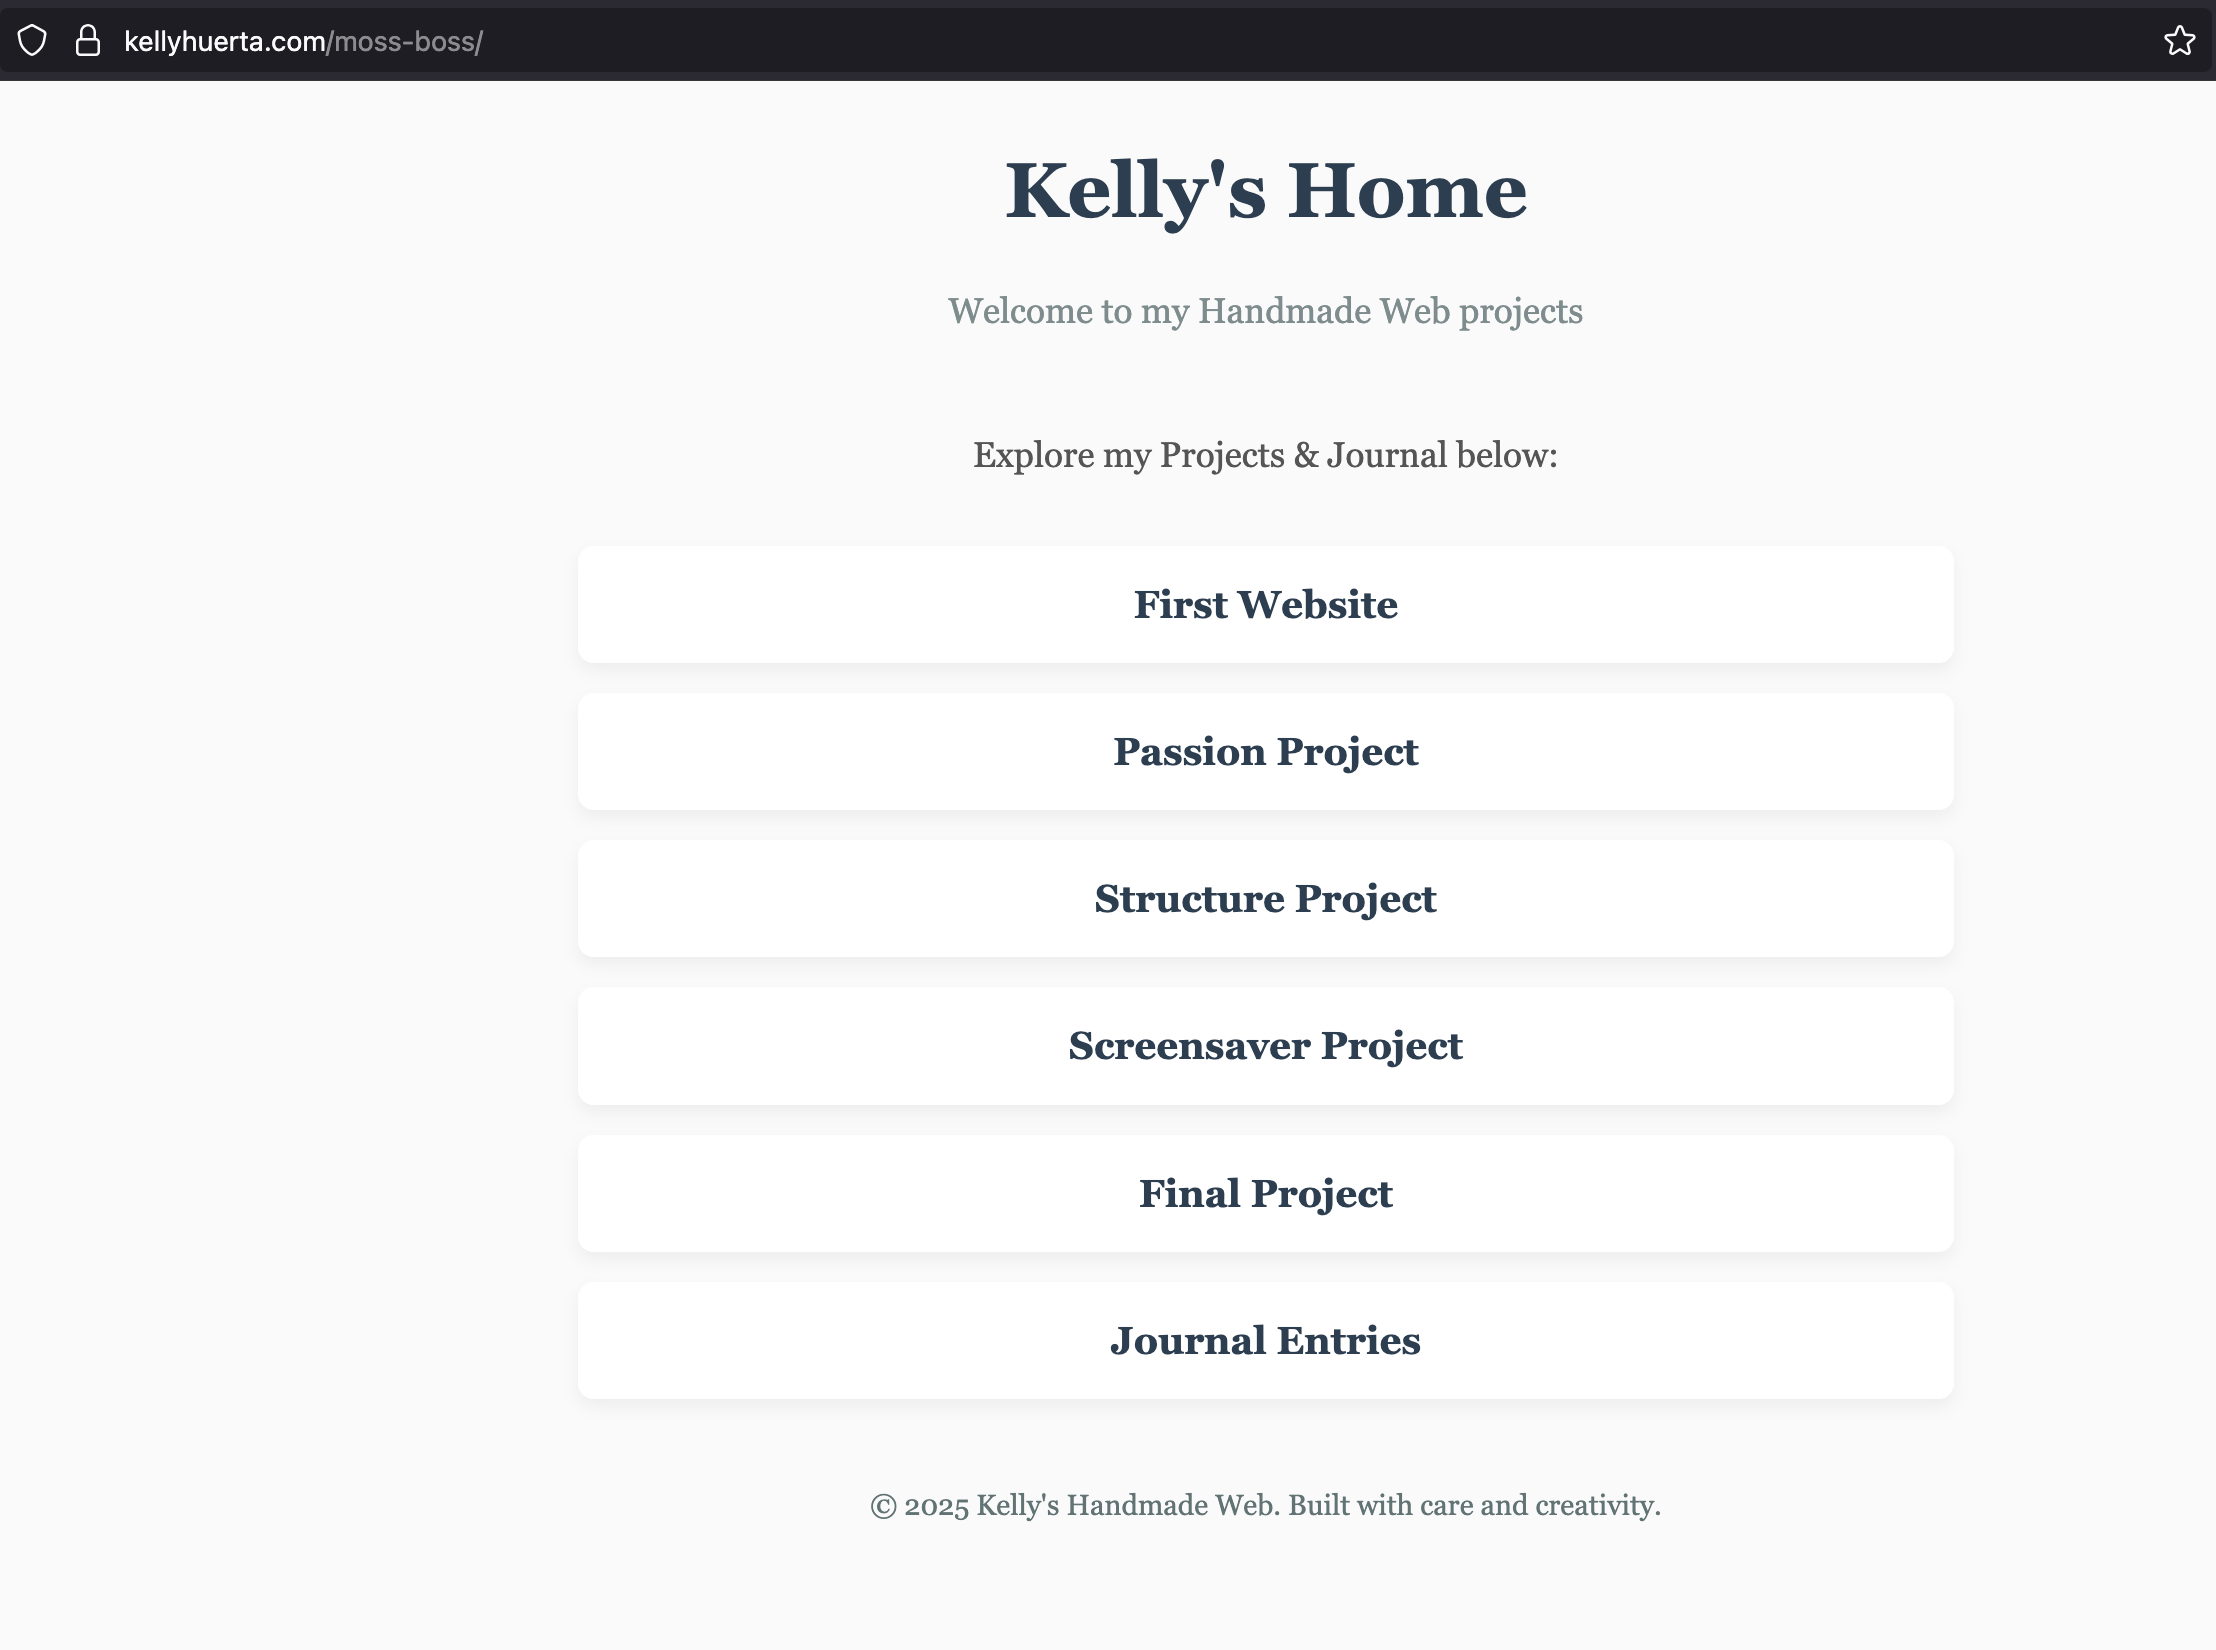 kellyhuerta.com/moss-boss/
Kelly's Home
Welcome to my Handmade Web projects
Explore my Projects & Journal below:
First Website
Passion Project
Structure Project
Screensaver Project
Final Project
Journal Entries
© 2025 Kelly's Handmade Web. Built with care and creativity.